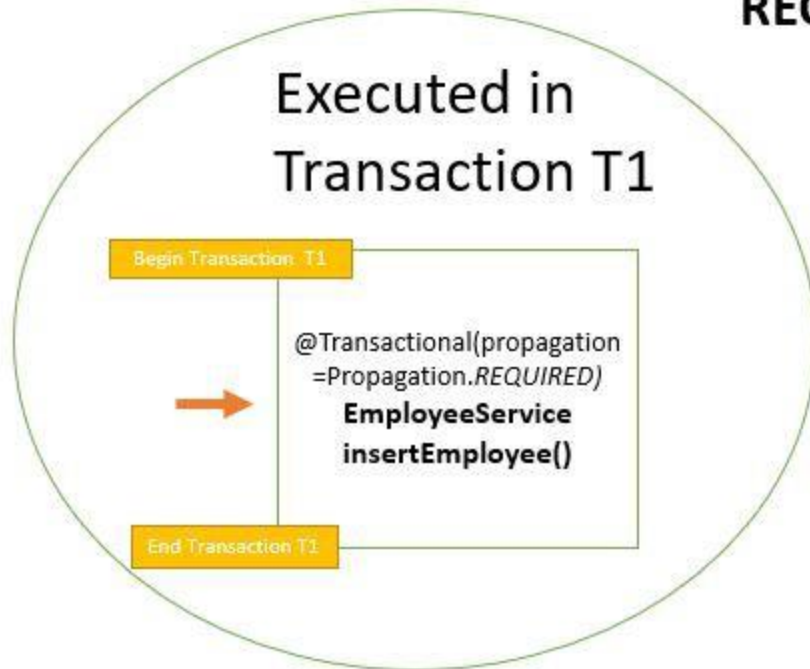 Executed in
Transaction T1
Begin Transaction T1
@Transactional(propagation
=Propagation.REQUIRED)
EmployeeService
insertEmployee()
End Transaction T1